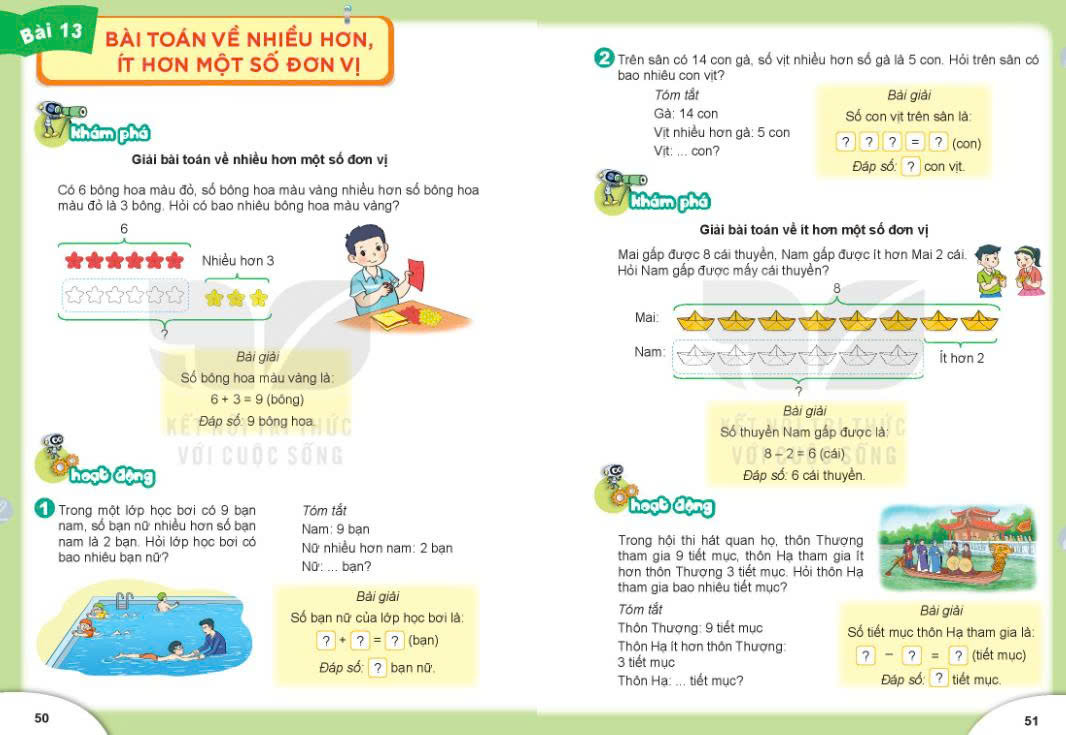 Bài 13
BÀI TOÁN VỀ NHIỀU HƠN,
ÍT HƠN MỘT SỐ ĐƠN VỊ
khám phá
Giải bài toán về nhiều hơn một số đơn vị
Có 6 bông hoa màu đỏ, số bông hoa màu vàng nhiều hơn số bông hoa
màu đỏ là 3 bông. Hỏi có bao nhiêu bông hoa màu vàng?
6
Nhiều hơn 3
?
Bài giải
Số bông hoa màu vàng là:
6 + 3 = 9 (bông)
Đáp số: 9 bông hoa.
KẾT NỐI TRI THỨC
VỚI CUỘC SỐNG
hoạt động
1 Trong một lớp học bơi có 9 bạn
nam, số bạn nữ nhiều hơn số bạn
nam là 2 bạn. Hỏi lớp học bơi có
bao nhiêu bạn nữ?
Tóm tắt
Nam: 9 bạn
Nữ nhiều hơn nam: 2 bạn
Nữ: ... bạn?
Bài giải
Số bạn nữ của lớp học bơi là:
? + ? = ? (bạn)
Đáp số: ? bạn nữ.
50
2 Trên sân có 14 con gà, số vịt nhiều hơn số gà là 5 con. Hỏi trên sân có
bao nhiêu con vịt?
Tóm tắt
Gà: 14 con
Vịt nhiều hơn gà: 5 con
Vịt: ... con?
Bài giải
Số con vịt trên sân là:
? ? ? = ? (con)
Đáp số: ? con vịt.
khám phá
Giải bài toán về ít hơn một số đơn vị
Mai gấp được 8 cái thuyền, Nam gấp được ít hơn Mai 2 cái.
Hỏi Nam gấp được mấy cái thuyền?
8
Mai:
Nam:
Ít hơn 2
?
Bài giải
Số thuyền Nam gấp được là:
8 – 2 = 6 (cái)
Đáp số: 6 cái thuyền.
KẾT NỐI TRI THỨC
VỚI CUỘC SỐNG
hoạt động
Trong hội thi hát quan họ, thôn Thượng
tham gia 9 tiết mục, thôn Hạ tham gia ít
hơn thôn Thượng 3 tiết mục. Hỏi thôn Hạ
tham gia bao nhiêu tiết mục?
Tóm tắt
Thôn Thượng: 9 tiết mục
Thôn Hạ ít hơn thôn Thượng:
3 tiết mục
Thôn Hạ: ... tiết mục?
Bài giải
Số tiết mục thôn Hạ tham gia là:
? – ? = ? (tiết mục)
Đáp số: ? tiết mục.
51